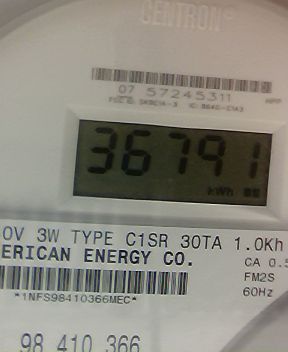 CENTRON®
07 57245311
36791
kWh
0V 3W TYPE C1SR 30TA 1.0Kh
ERICAN ENERGY CO.
CA 0.5
FM2S
*1NFS98410366MEC*
60Hz
98 410 366